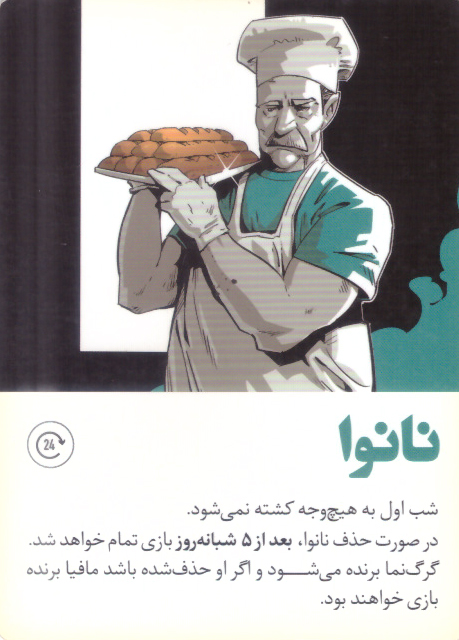 24
نانوا
شب اول به هیچ‌وجه کشته نمی‌شود.
در صورت حذف نانوا، بعد از ۵ شبانه‌روز بازی تمام خواهد شد.
گرگ‌نما برنده می‌شـــــود و اگر او حذف‌شده باشد مافیا برنده
بازی خواهند بود.